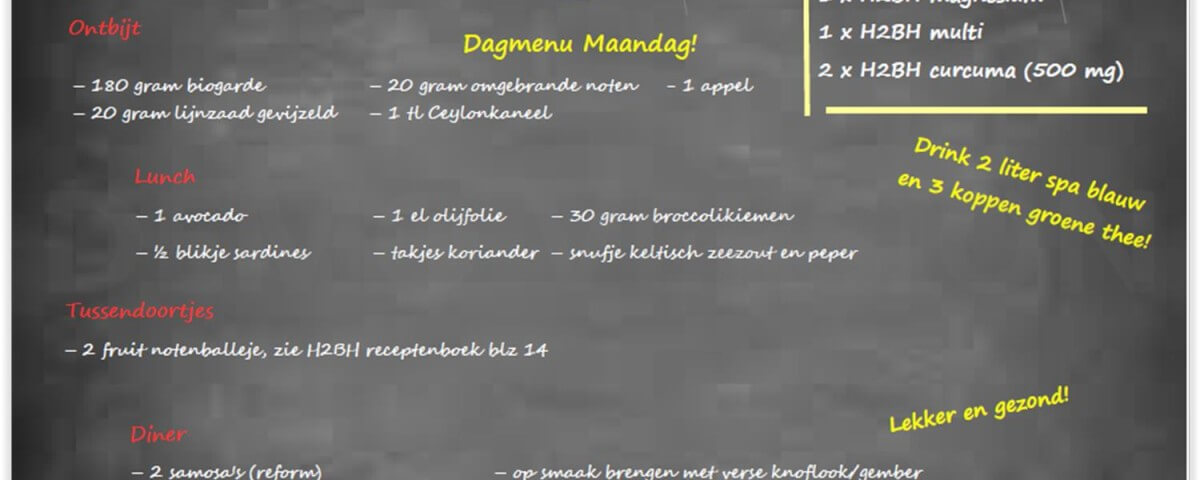 Ontbijt
Dagmenu Maandag!
– 180 gram biogarde – 20 gram omgebrande noten - 1 appel
– 20 gram lijnzaad gevijzeld – 1 tl Ceylonkaneel
magnesium
1 x H2BH multi
2 x H2BH curcuma (500 mg)
Drink 2 liter spa blauw
en 3 koppen groene thee!
Lunch
– 1 avocado – 1 el olijfolie – 30 gram broccolikiemen
– ½ blikje sardines – takjes koriander – snufje keltisch zeezout en peper
Tussendoortjes
– 2 fruit notenballeje, zie H2BH receptenboek blz 14
Lekker en gezond!
Diner
– 2 samosa's (reform) – op smaak brengen met verse knoflook/gember